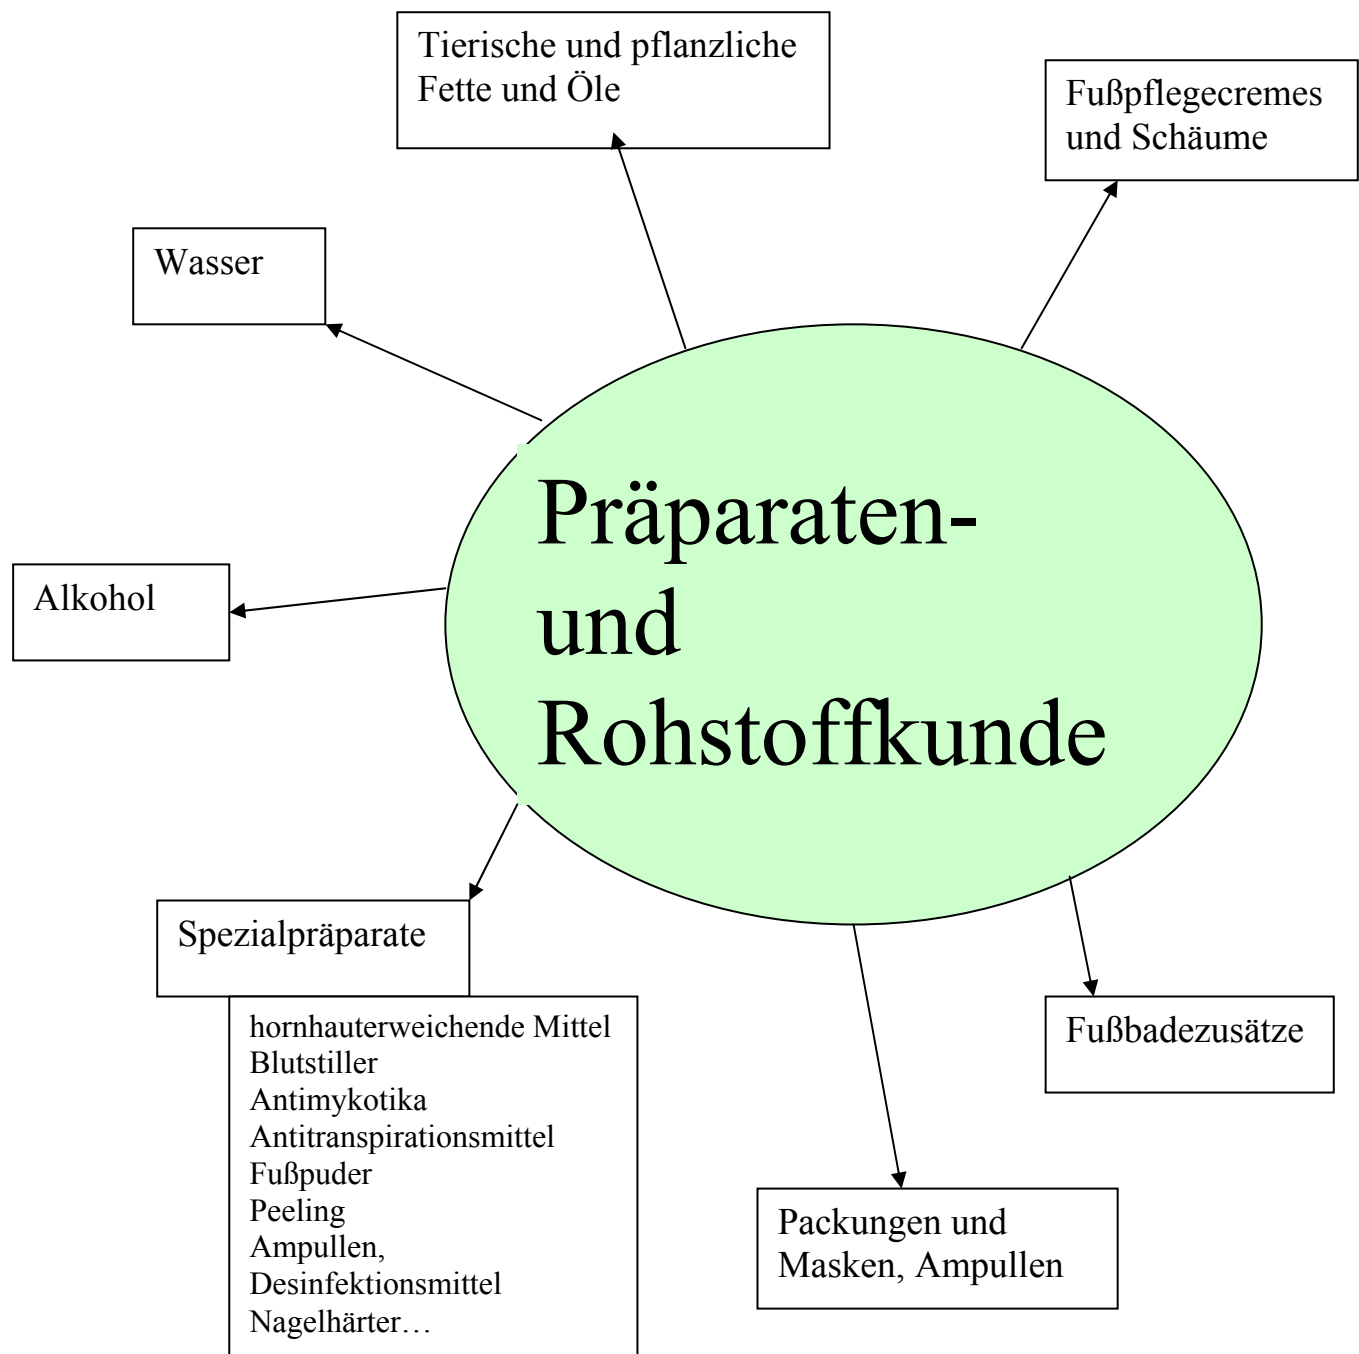 Tierische und pflanzliche
Fette und Öle
Fußpflegecremes
und Schäume
Wasser
Präparaten-
und
Rohstoffkunde
Alkohol
Spezialpräparate
hornhauterweichende Mittel
Blutstiller
Antimykotika
Antitranspirationsmittel
Fußpuder
Peeling
Ampullen,
Desinfektionsmittel
Nagelhärter…
Fußbadezusätze
Packungen und
Masken, Ampullen